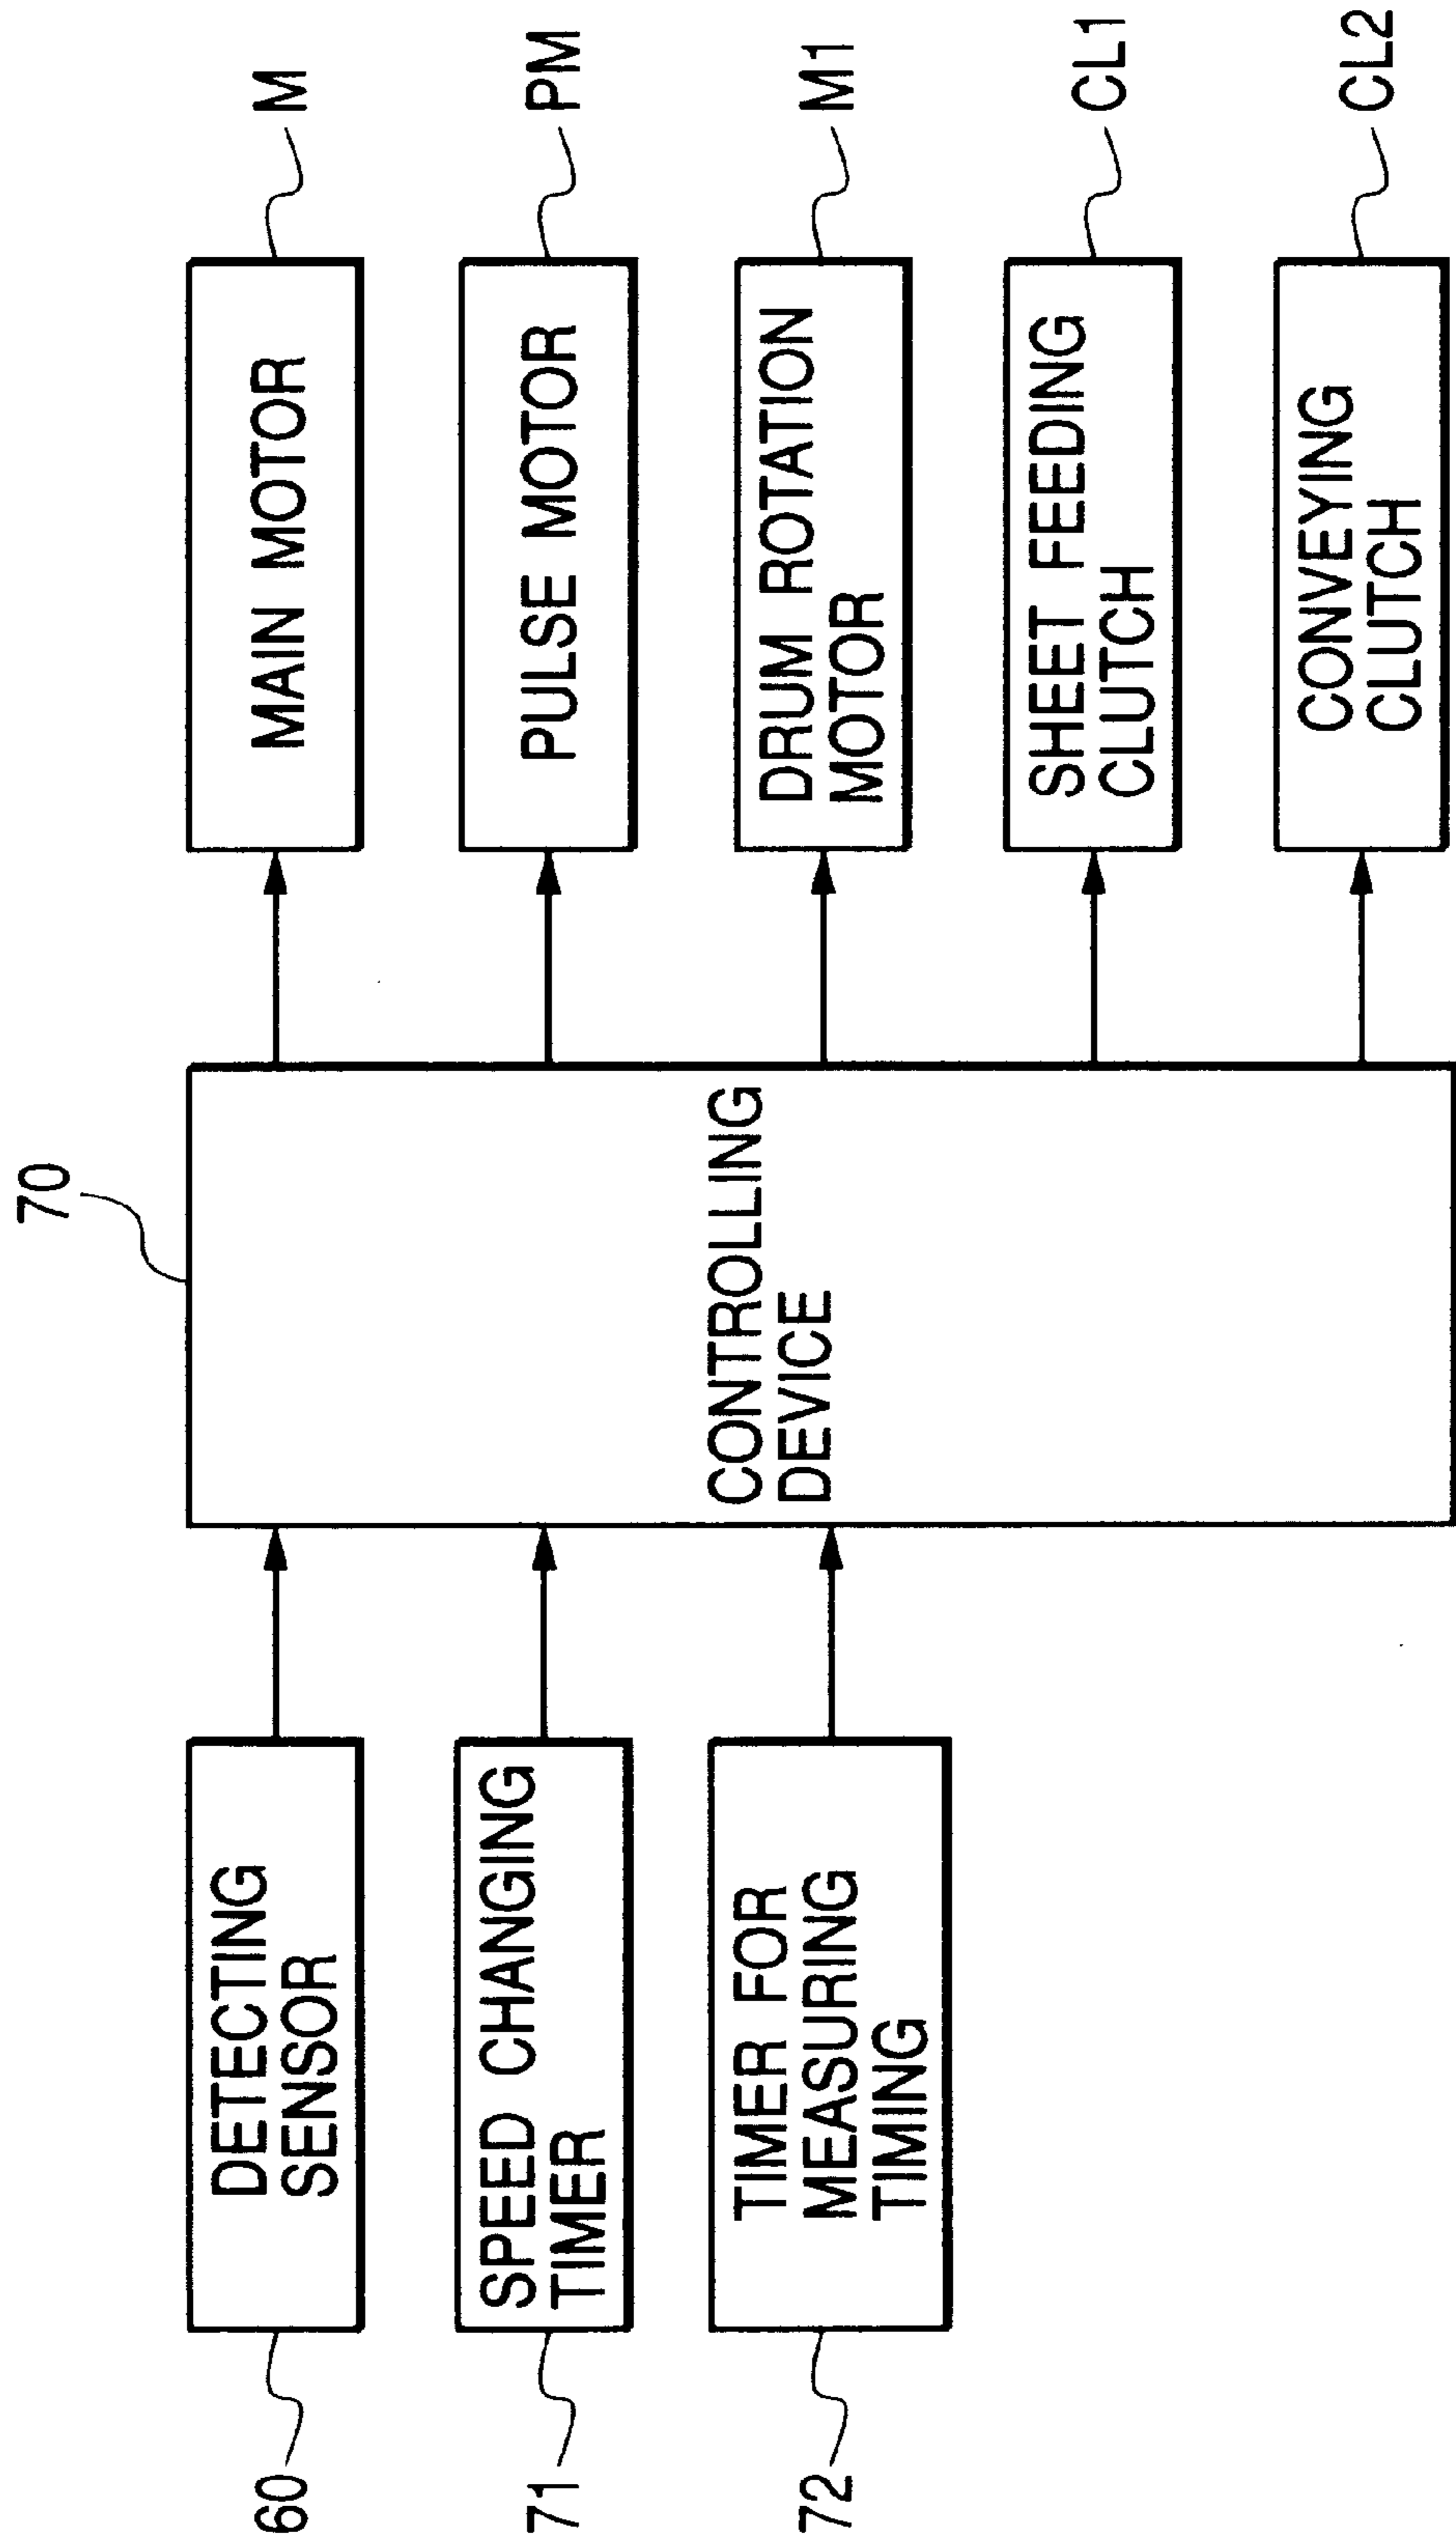 70
60
DETECTING
SENSOR
71
SPEED CHANGING
TIMER
72
TIMER FOR
MEASURING
TIMING
CONTROLLING
DEVICE
MAIN MOTOR
M
PULSE MOTOR
PM
DRUM ROTATION
MOTOR
M1
SHEET FEEDING
CLUTCH
CL1
CONVEYING
CLUTCH
CL2